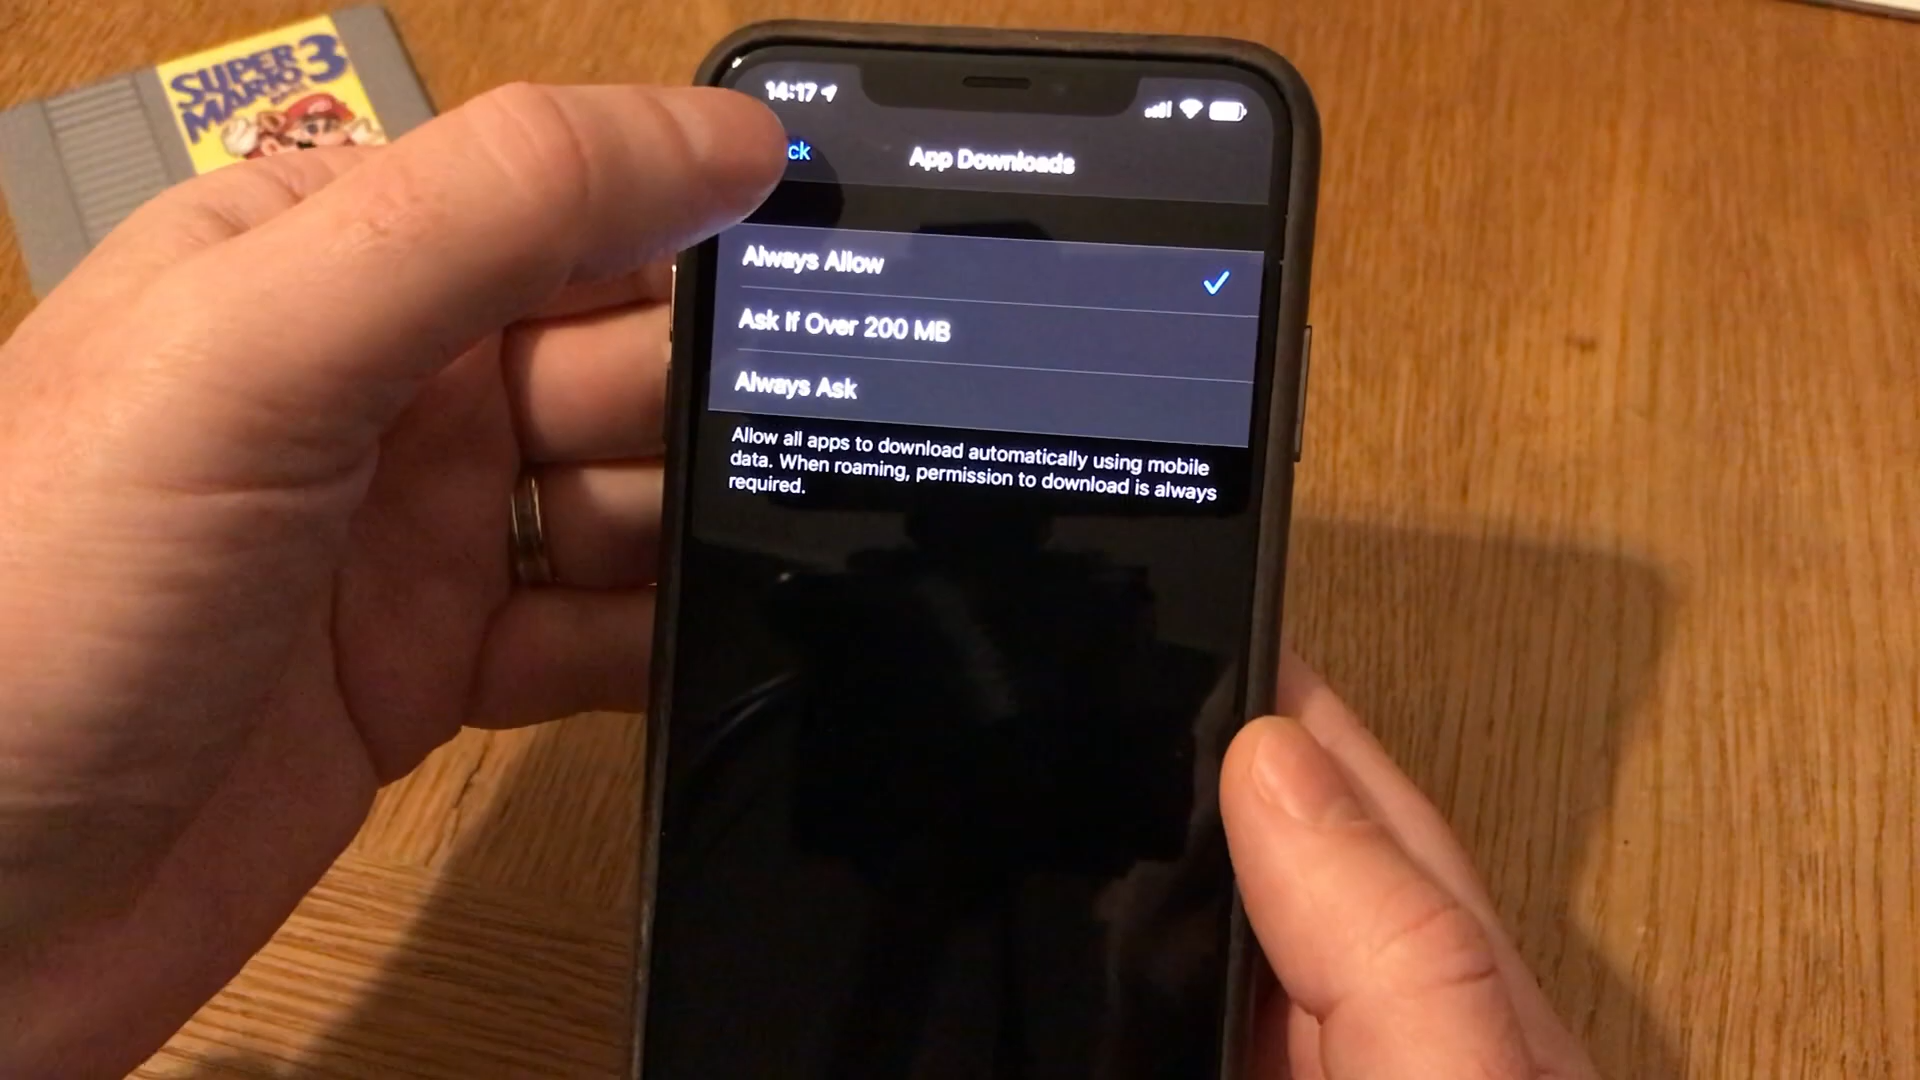 SUPER
MARIO
BROS.
3
14:17
ck
App Downloads
Always Allow
Ask If Over 200 MB
Always Ask
Allow all apps to download automatically using mobile
data. When roaming, permission to download is always
required.